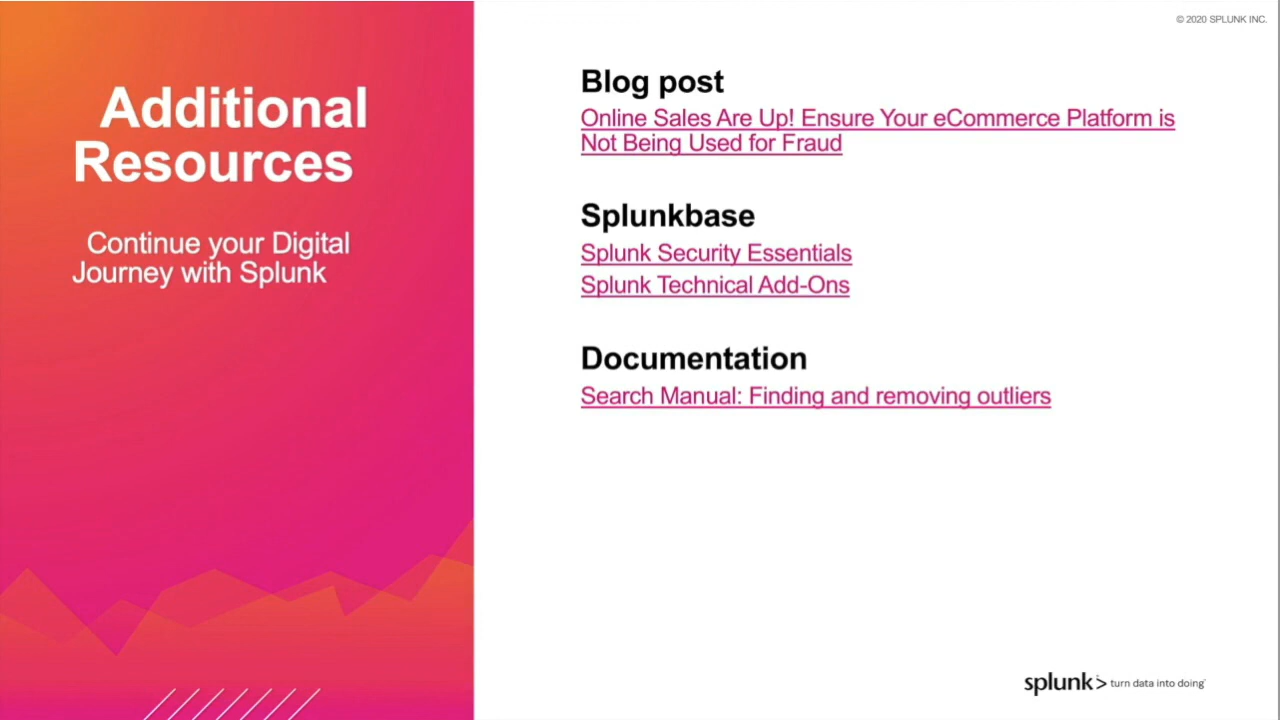 © 2020 SPLUNK INC.
Additional
Resources
Continue your Digital
Journey with Splunk
Blog post
Online Sales Are Up! Ensure Your eCommerce Platform is
Not Being Used for Fraud
Splunkbase
Splunk Security Essentials
Splunk Technical Add-Ons
Documentation
Search Manual: Finding and removing outliers
splunk> turn data into doing